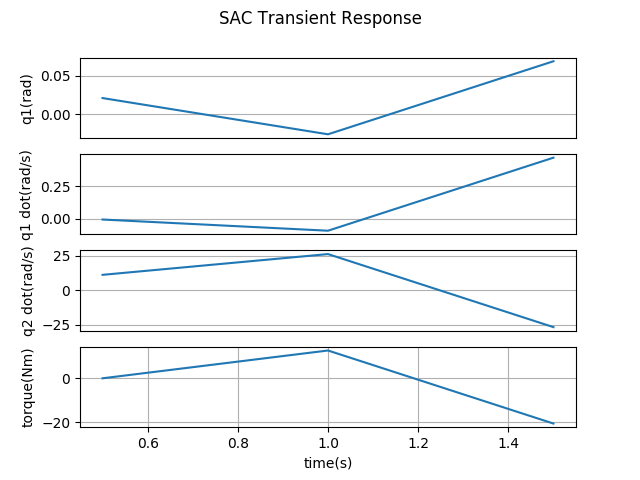 SAC Transient Response
q1(rad)
0.05
0.00
q1 dot(rad/s)
0.25
0.00
q2 dot(rad/s)
25
0
−25
torque(Nm)
0
−20
0.6 0.8 1.0 1.2 1.4
time(s)